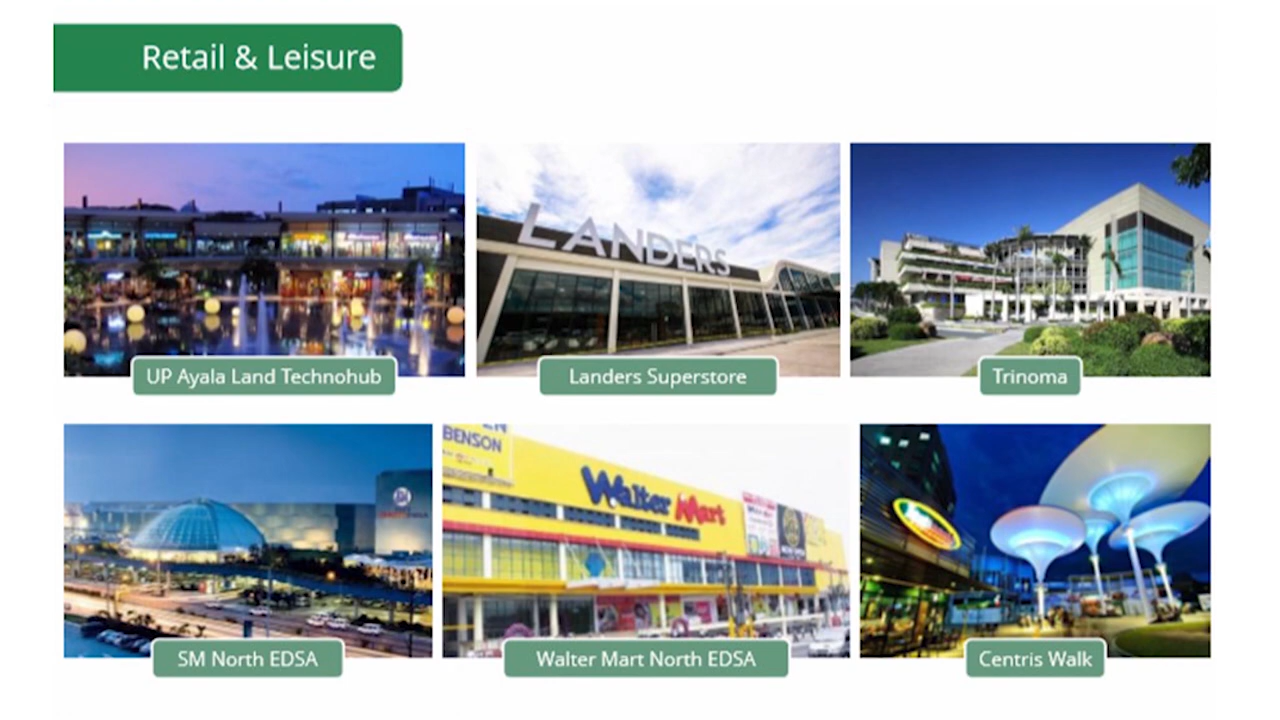 Retail & Leisure
LANDERS
UP Ayala Land Technohub
Landers Superstore
Trinoma
BENSON
Walter Mart
SM North EDSA
Walter Mart North EDSA
Centris Walk